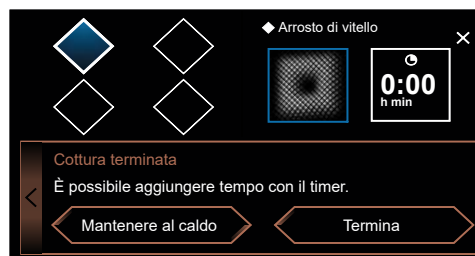 Arrosto di vitello
0:00
h min
Cottura terminata
È possibile aggiungere tempo con il timer.
Mantenere al caldo
Termina